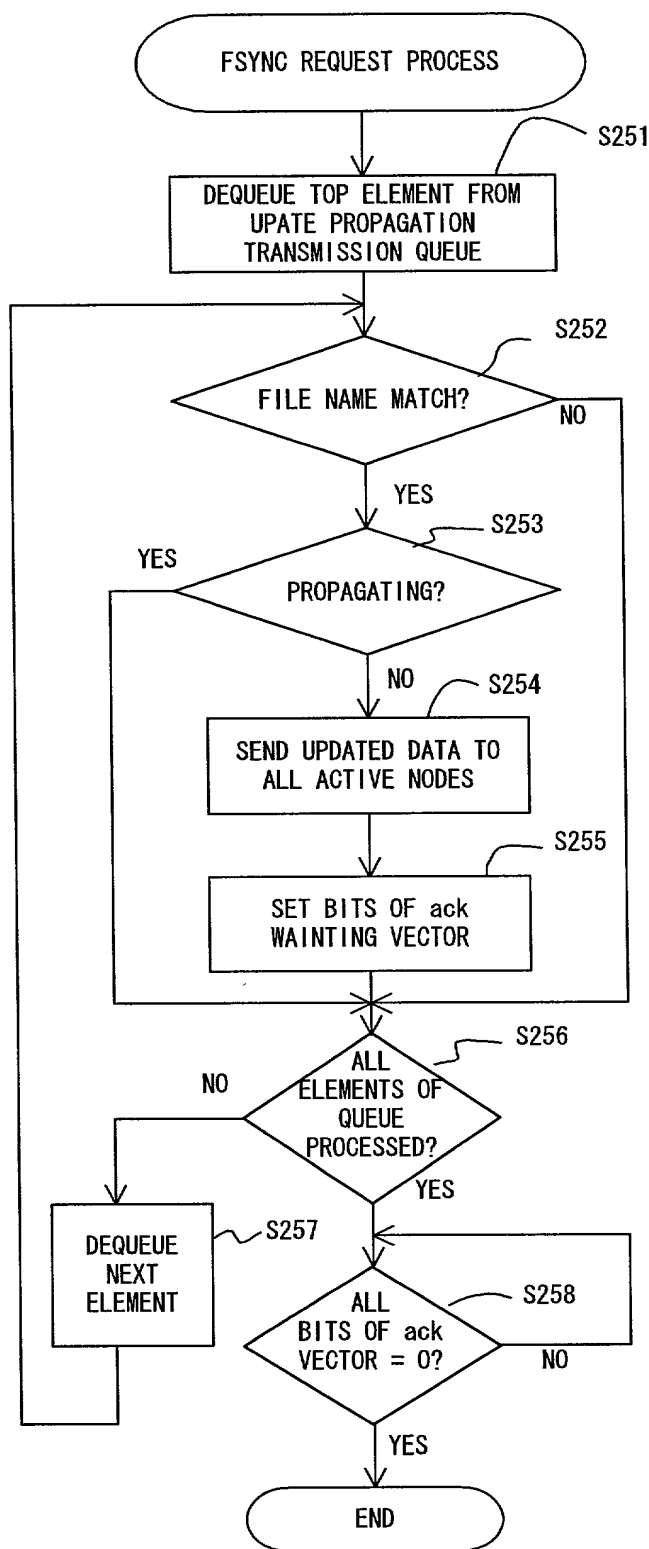 FSYNC REQUEST PROCESS
S251
DEQUEUE TOP ELEMENT FROM
UPATE PROPAGATION
TRANSMISSION QUEUE
S252
FILE NAME MATCH?
NO
YES
S253
YES
PROPAGATING?
NO
S254
SEND UPDATED DATA TO
ALL ACTIVE NODES
S255
SET BITS OF ack
WAINTING VECTOR
S256
NO
ALL
ELEMENTS OF
QUEUE
PROCESSED?
YES
S257
DEQUEUE
NEXT
ELEMENT
S258
ALL
BITS OF ack
VECTOR = 0?
NO
YES
END